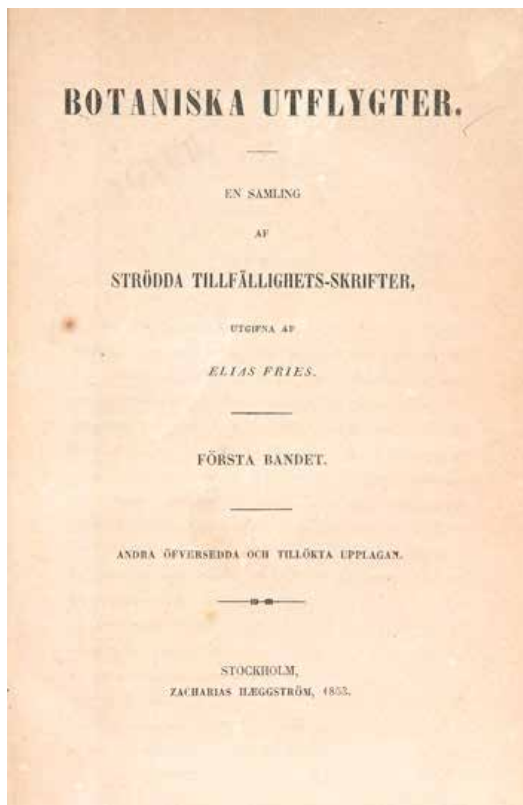 BOTANISKA UTFLYGTER.
EN SAMLING
AF
STRÖDDA TILLFÄLLIGHETS-SKRIFTER,
UTGIFNA AF
ELIAS FRIES.
FÖRSTA BANDET.
ANDRA ÖFVERSEDDA OCH TILLÖKTA UPPLAGAN.
STOCKHOLM,
ZACHARIAS HÆGGSTRÖM, 1853.